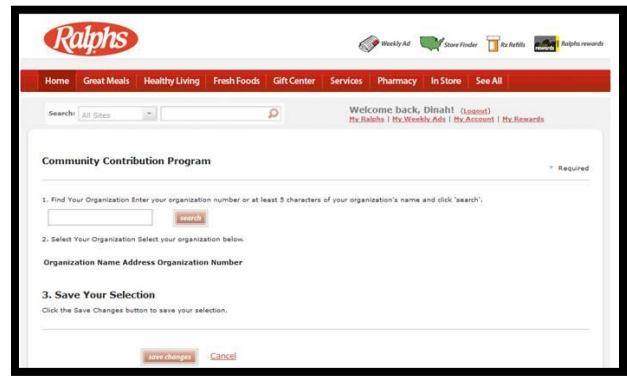 Ralphs
Weekly Ad Store Finder Rx Refills Ralphs rewards
Home Great Meals Healthy Living Fresh Foods Gift Center Services Pharmacy In Store See All
Search: All Sites
Welcome back, Dinah! (Logout)
My Ralphs | My Weekly Ads | My Account | My Rewards
Community Contribution Program
* Required
1. Find Your Organization Enter your organization number or at least 3 characters of your organization's name and click 'search'.
search
2. Select Your Organization Select your organization below.
Organization Name Address Organization Number
3. Save Your Selection
Click the Save Changes button to save your selection.
save changes Cancel